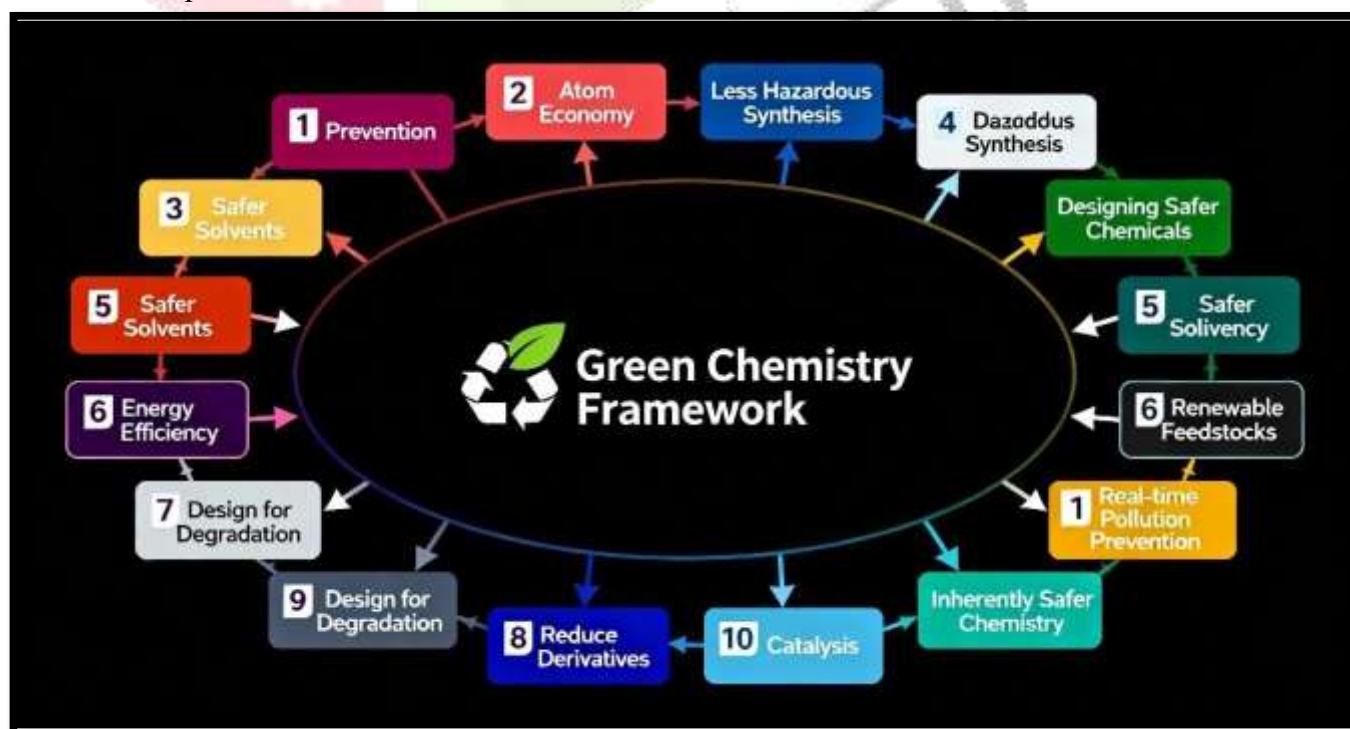 1 Prevention
2 Atom
Economy
Less Hazardous
Synthesis
4 Dazoddus
Synthesis
3 Safer
Solvents
Designing Safer
Chemicals
5 Safer
Solvents
5 Safer
Solivency
Green Chemistry
Framework
6 Energy
Efficiency
6 Renewable
Feedstocks
7 Design for
Degradation
1 Real-time
Pollution
Prevention
9 Design for
Degradation
8 Reduce
Derivatives
10 Catalysis
Inherently Safer
Chemistry